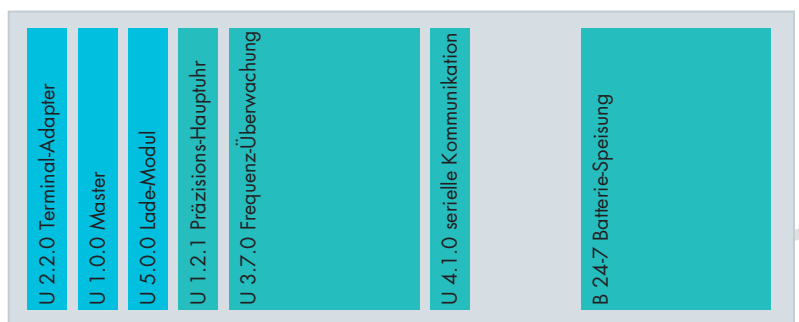 U 2.2.0 Terminal-Adapter
U 1.0.0 Master
U 5.0.0 Lade-Modul
U 1.2.1 Präzisions-Hauptuhr
U 3.7.0 Frequenz-Überwachung
U 4.1.0 serielle Kommunikation
B 24-7 Batterie-Speisung